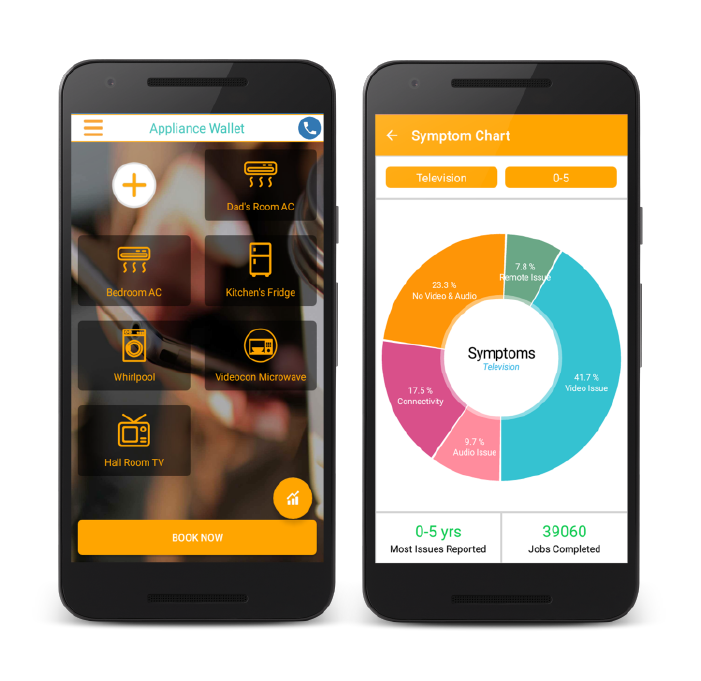 Appliance Wallet
Dad's Room AC
Bedroom AC
Kitchen's Fridge
Whirlpool
Videocon Microwave
Hall Room TV
BOOK NOW
Symptom Chart
Television
0-5
7.8 %
Remote Issue
23.3 %
No Video & Audio
41.7 %
Video Issue
17.5 %
Connectivity
9.7 %
Audio Issue
Symptoms
Television
0-5 yrs
Most Issues Reported
39060
Jobs Completed